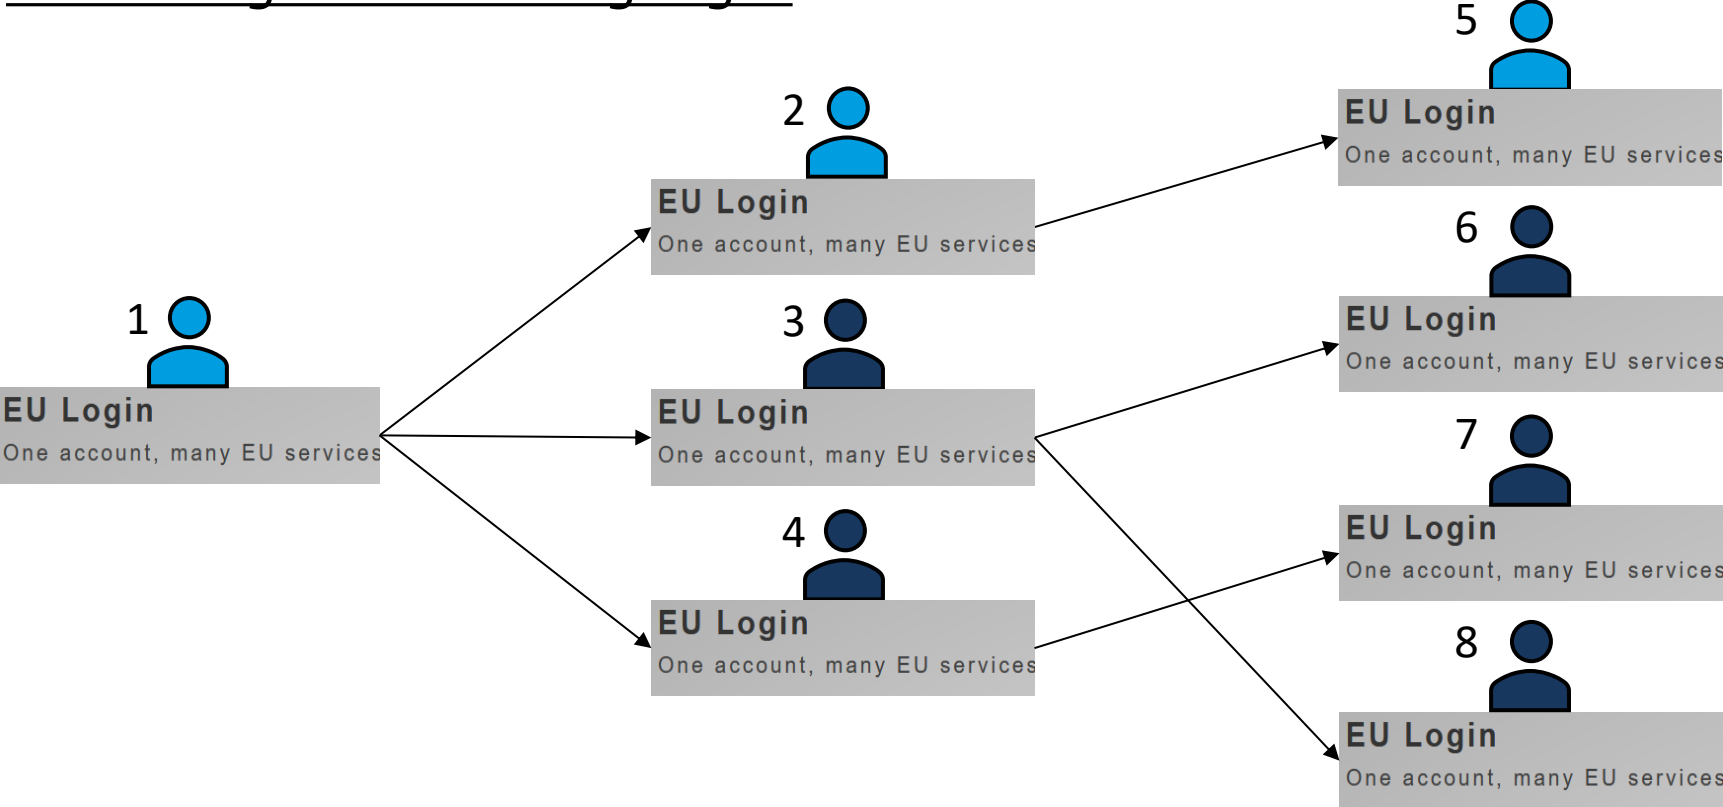 1
EU Login
One account, many EU services
2
EU Login
One account, many EU services
3
EU Login
One account, many EU services
4
EU Login
One account, many EU services
5
EU Login
One account, many EU services
6
EU Login
One account, many EU services
7
EU Login
One account, many EU services
8
EU Login
One account, many EU services